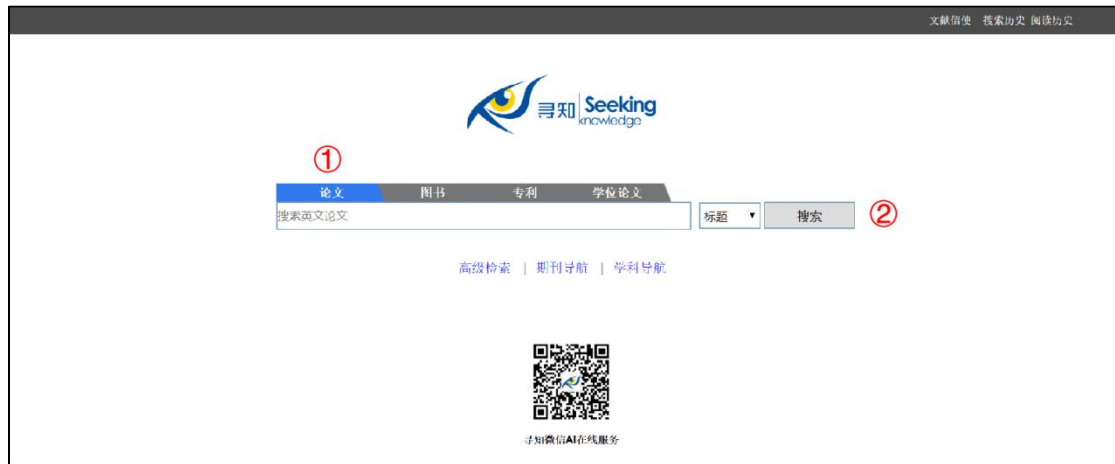 文献信使 搜索历史 阅读历史
寻知 Seeking
knowledge
①
论文 图书 专利 学位论文
搜索英文论文 标题 搜索 ②
高级检索 | 期刊导航 | 学科导航
寻知微信AI在线服务